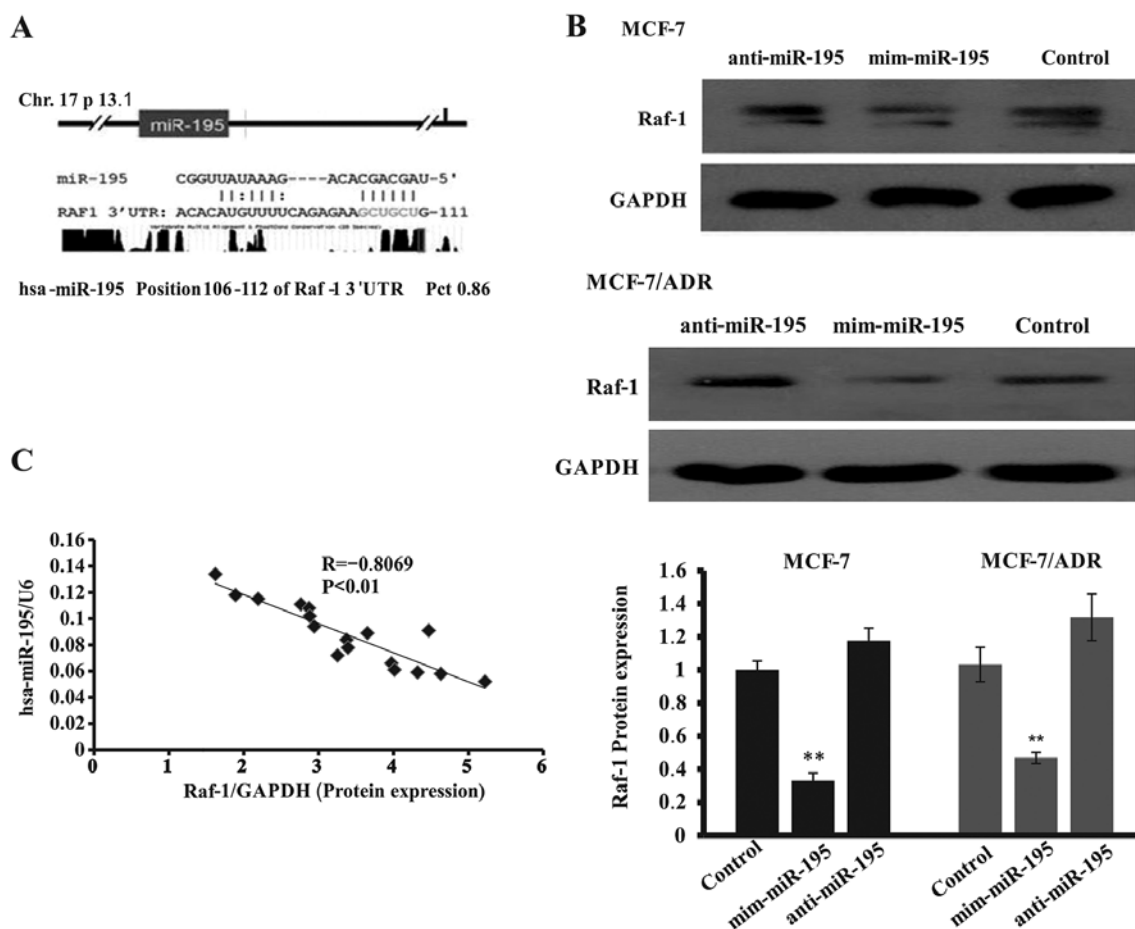 A
Chr. 17 p 13.1
miR-195
miR-195 CGGUUAUAAAG----ACACGACGAU-5'
||:|||: ||||||
RAF1 3'UTR: ACACAUGUUUUCAGAGAAGCUGCUG-111
hsa-miR-195 Position 106-112 of Raf-1 3'UTR Pct 0.86
B
MCF-7
anti-miR-195 mim-miR-195 Control
Raf-1
GAPDH
MCF-7/ADR
anti-miR-195 mim-miR-195 Control
Raf-1
GAPDH
C
0.16
0.14
0.12
0.1
0.08
0.06
0.04
0.02
0
hsa-miR-195/U6
R=−0.8069
P<0.01
0 1 2 3 4 5 6
Raf-1/GAPDH (Protein expression)
MCF-7 MCF-7/ADR
1.6
1.4
1.2
1
0.8
0.6
0.4
0.2
0
Raf-1 Protein expression
** **
Control mim-miR-195 anti-miR-195 Control mim-miR-195 anti-miR-195